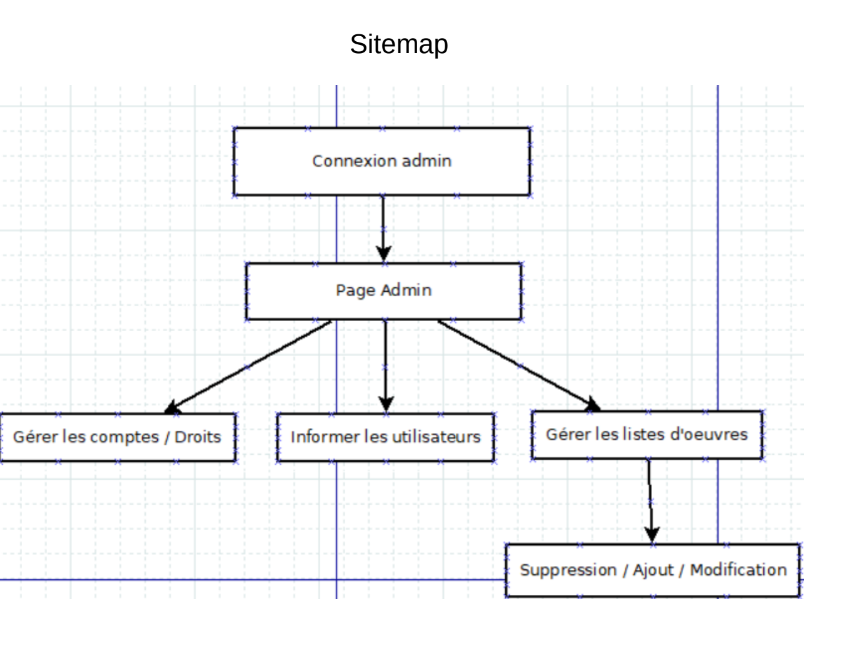 Sitemap
Connexion admin
Page Admin
Gérer les comptes / Droits
Informer les utilisateurs
Gérer les listes d'oeuvres
Suppression / Ajout / Modification